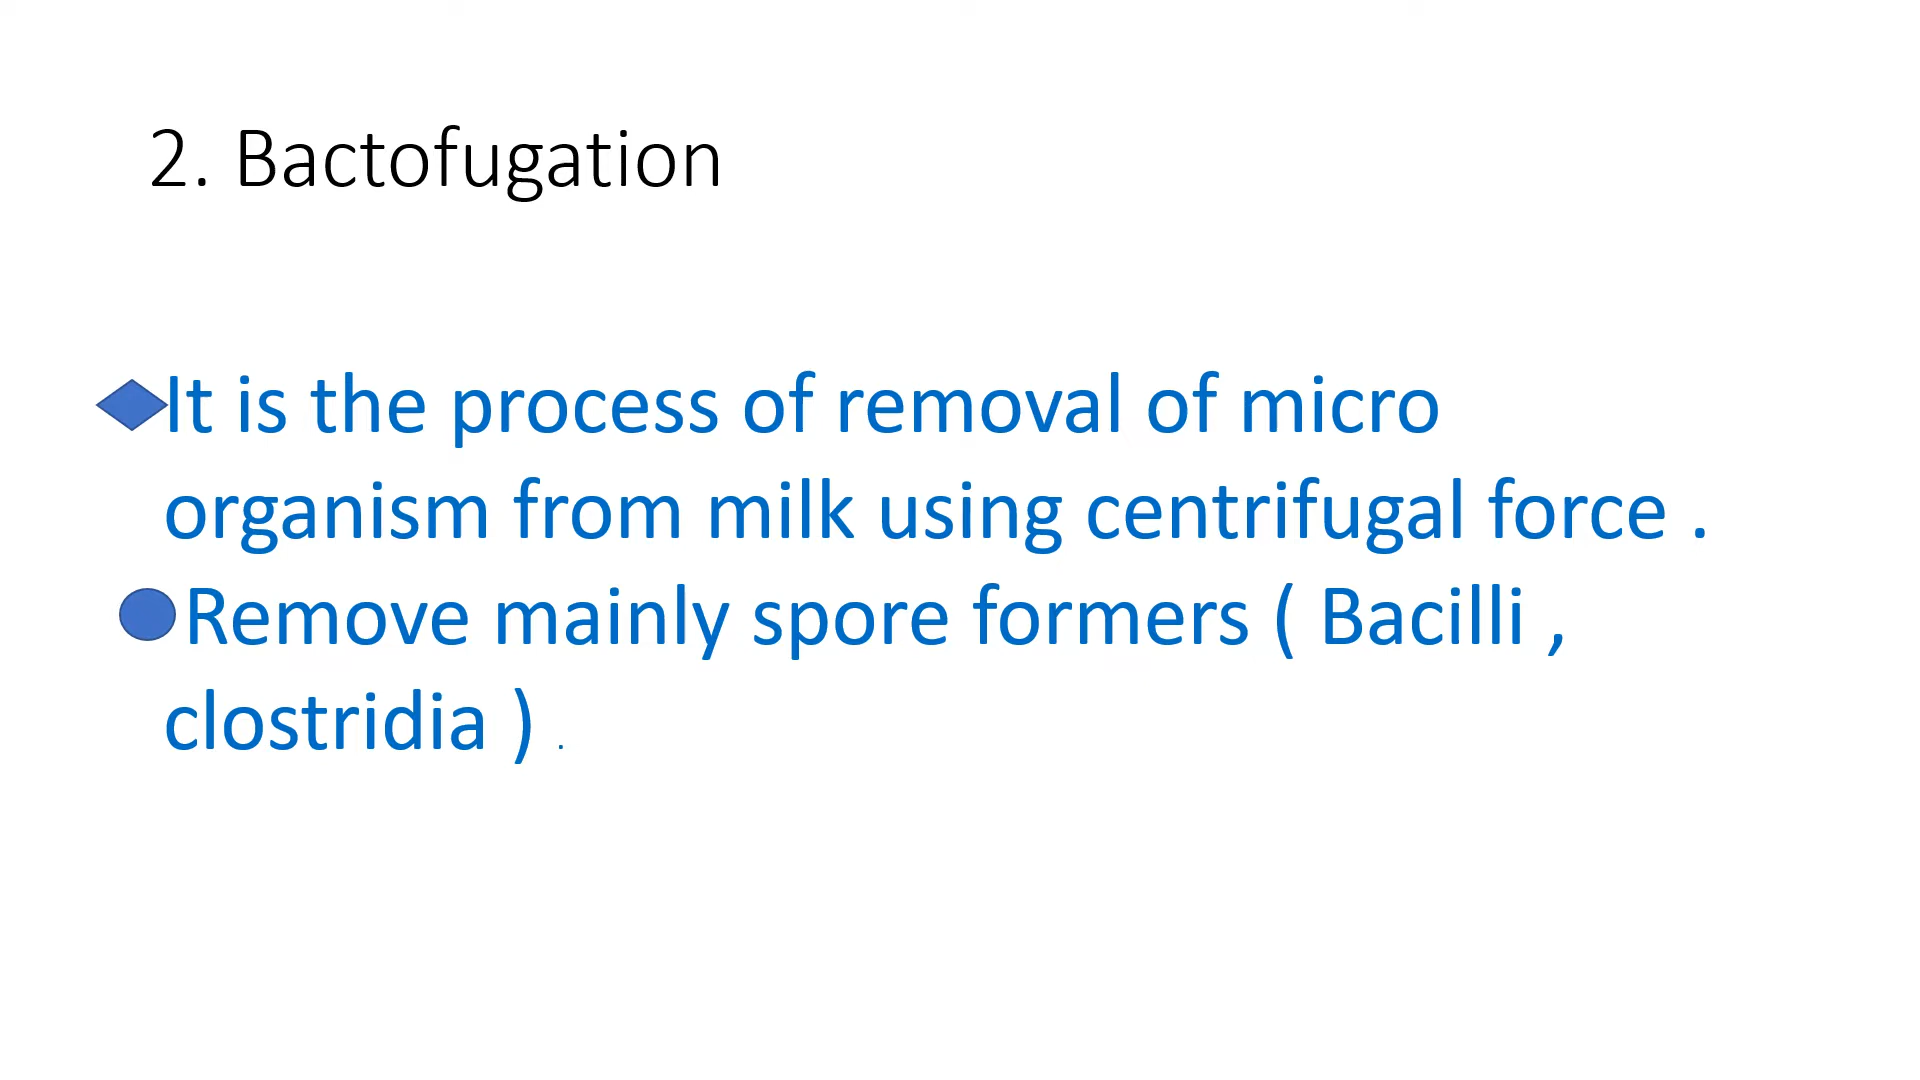 2. Bactofugation
It is the process of removal of micro
organism from milk using centrifugal force .
Remove mainly spore formers ( Bacilli ,
clostridia ) .